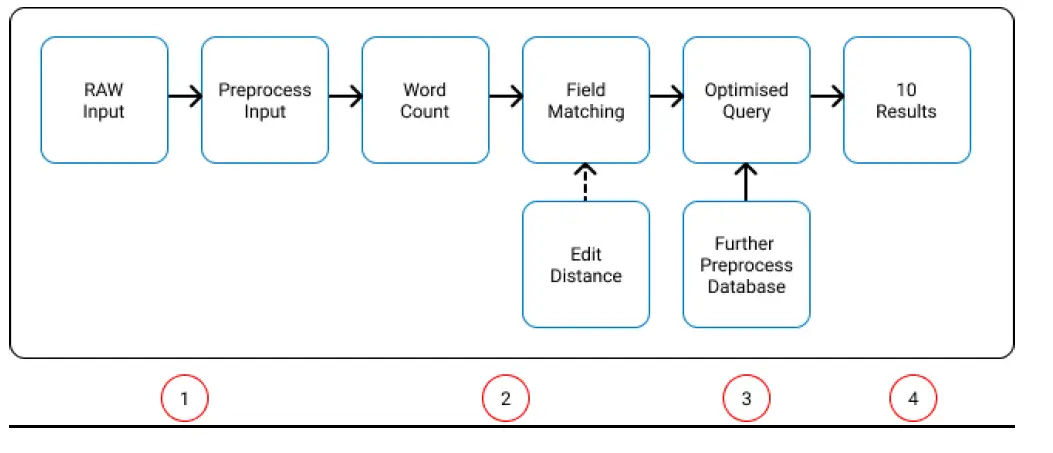 RAW
Input
Preprocess
Input
Word
Count
Field
Matching
Optimised
Query
10
Results
Edit
Distance
Further
Preprocess
Database
1
2
3
4